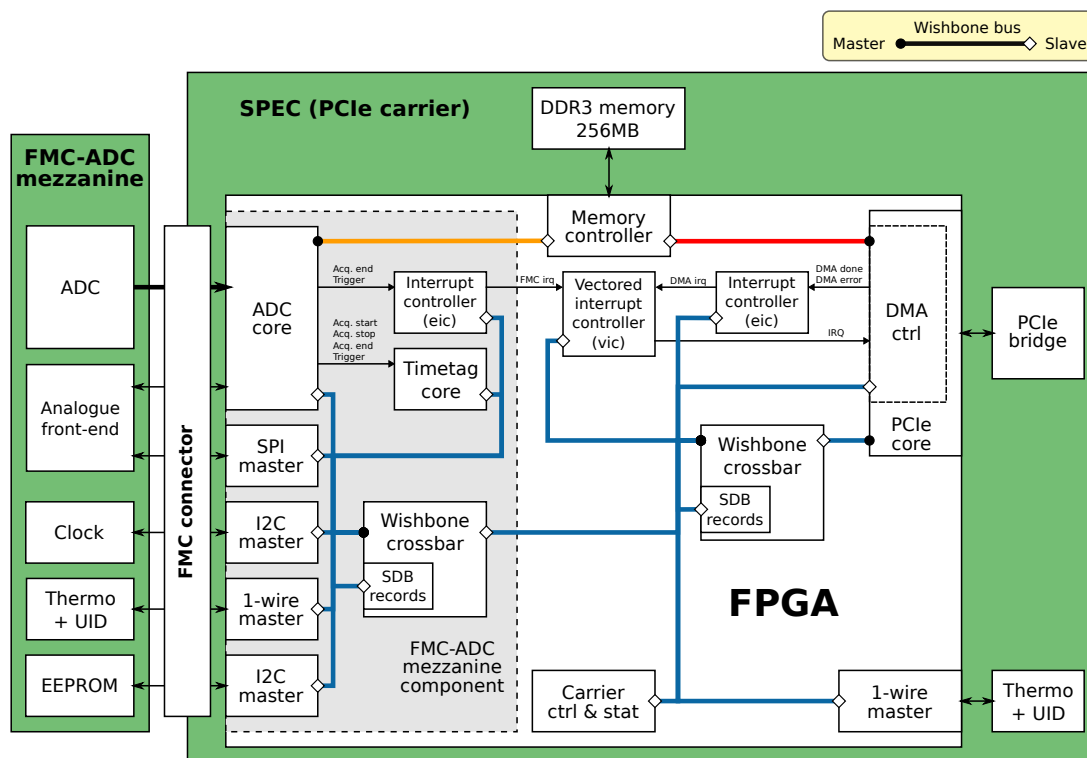 Wishbone bus
Master
Slave
SPEC (PCIe carrier)
DDR3 memory
256MB
FMC-ADC
mezzanine
ADC
Analogue
front-end
Clock
Thermo
+ UID
EEPROM
FMC connector
ADC
core
SPI
master
I2C
master
1-wire
master
I2C
master
Acq. end
Trigger
Acq. start
Acq. stop
Acq. end
Trigger
Interrupt
controller
(eic)
Timetag
core
Wishbone
crossbar
SDB
records
FMC-ADC
mezzanine
component
Memory
controller
FMC irq
Vectored
interrupt
controller
(vic)
DMA irq
Interrupt
controller
(eic)
DMA done
DMA error
IRQ
DMA
ctrl
PCIe
core
PCIe
bridge
Wishbone
crossbar
SDB
records
FPGA
Carrier
ctrl & stat
1-wire
master
Thermo
+ UID